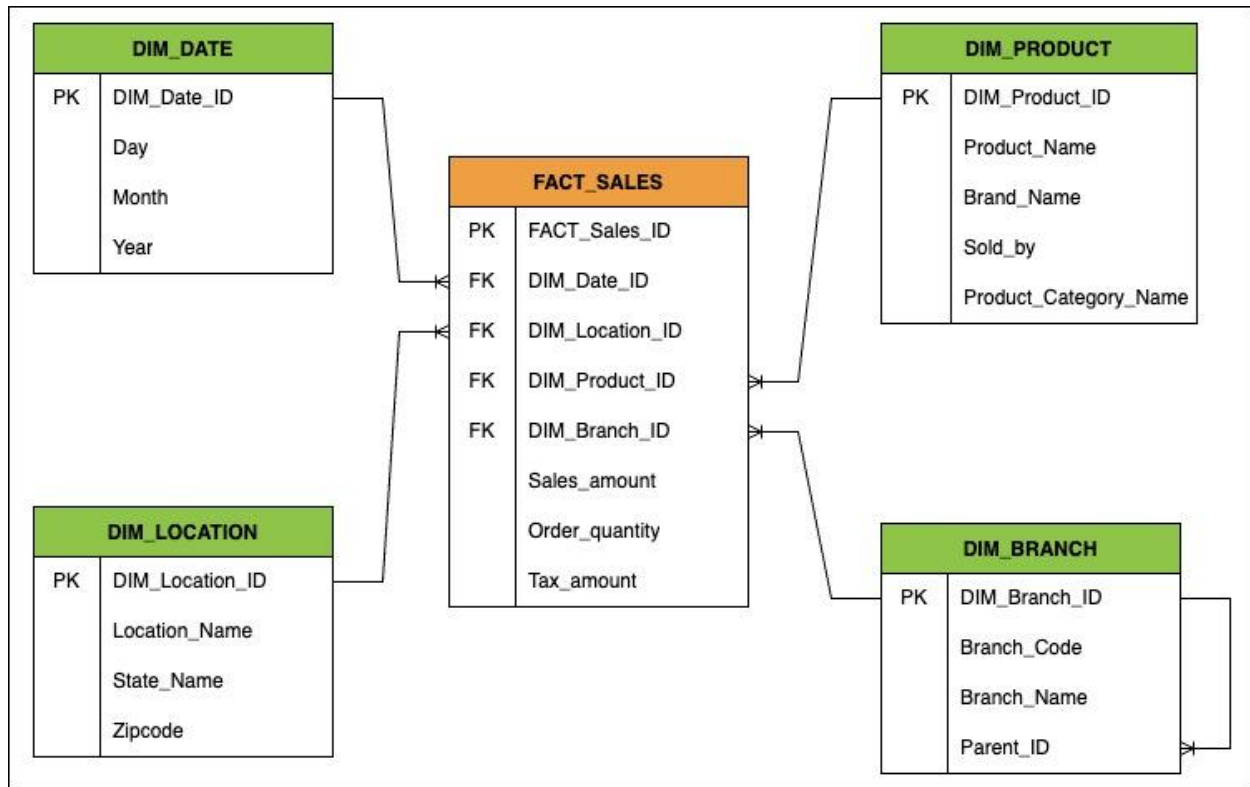 DIM_DATE
PK DIM_Date_ID
Day
Month
Year
DIM_PRODUCT
PK DIM_Product_ID
Product_Name
Brand_Name
Sold_by
Product_Category_Name
FACT_SALES
PK FACT_Sales_ID
FK DIM_Date_ID
FK DIM_Location_ID
FK DIM_Product_ID
FK DIM_Branch_ID
Sales_amount
Order_quantity
Tax_amount
DIM_LOCATION
PK DIM_Location_ID
Location_Name
State_Name
Zipcode
DIM_BRANCH
PK DIM_Branch_ID
Branch_Code
Branch_Name
Parent_ID